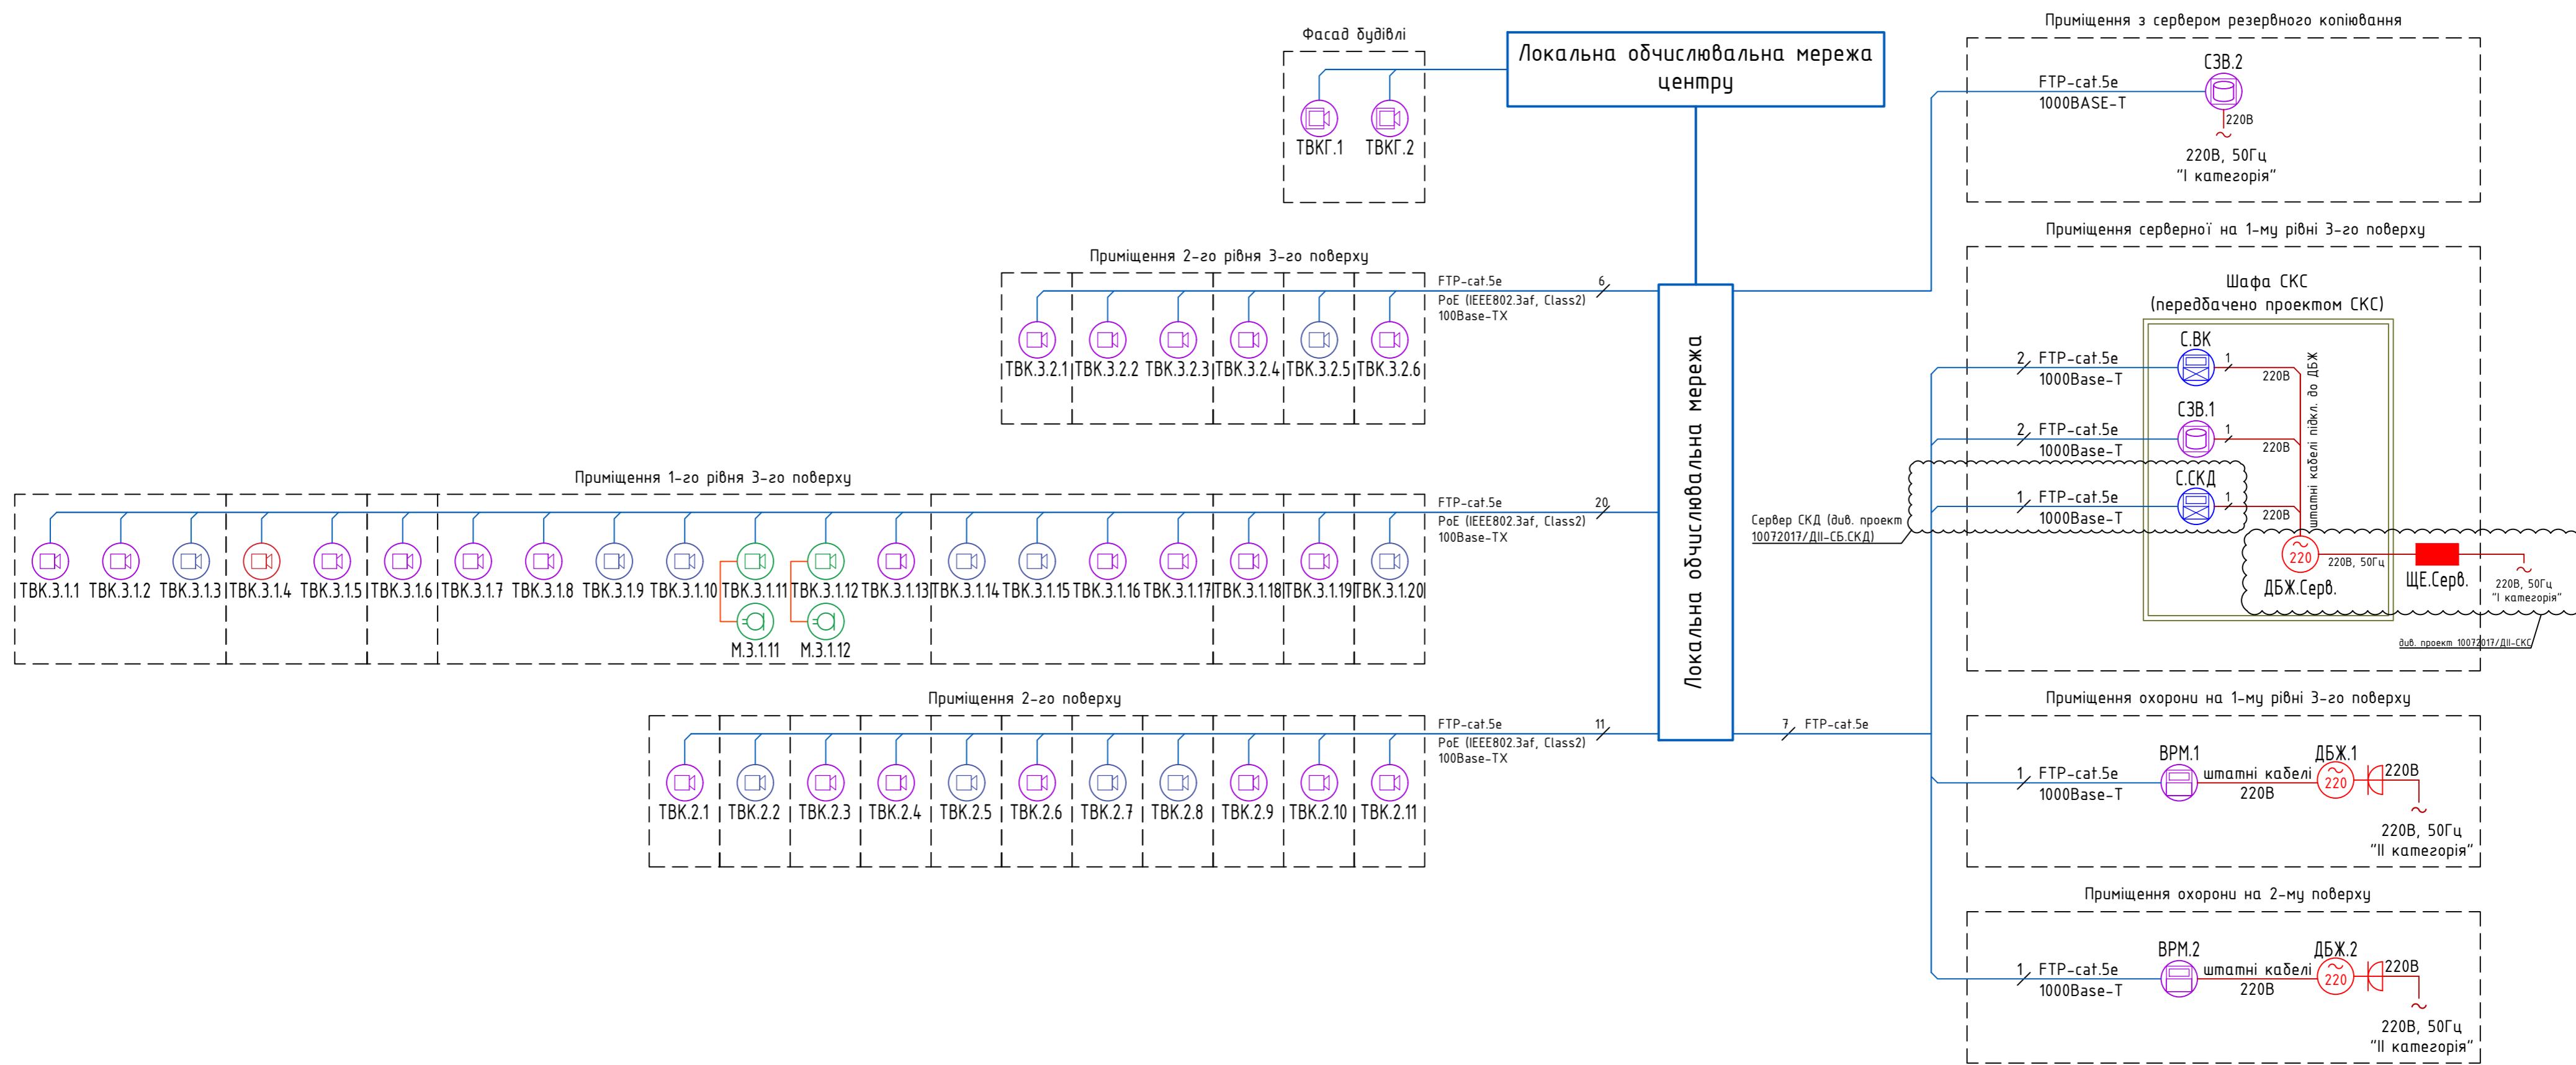 Фасад будівлі
ТВКГ.1
ТВКГ.2
Локальна обчислювальна мережа
центру
Приміщення з сервером резервного копіювання
FTP-cat.5e
1000BASE-T
СЗВ.2
220В
220В, 50Гц
"І категорія"
Приміщення 2-го рівня 3-го поверху
ТВК.3.2.1
ТВК.3.2.2
ТВК.3.2.3
ТВК.3.2.4
ТВК.3.2.5
ТВК.3.2.6
FTP-cat.5e
6
PoE (IEEE802.3af, Class2)
100Base-TX
Локальна обчислювальна мережа
Приміщення серверної на 1-му рівні 3-го поверху
Шафа СКС
(передбачено проектом СКС)
2
FTP-cat.5e
1000Base-T
С.ВК
1
220В
2
FTP-cat.5e
1000Base-T
СЗВ.1
1
220В
1
FTP-cat.5e
1000Base-T
С.СКД
1
220В
штатні кабелі підкл. до ДБЖ
Сервер СКД (див. проект
10072017/ДІІ-СБ.СКД)
220
ДБЖ.Серв.
220В, 50Гц
ЩЕ.Серв.
220В, 50Гц
"І категорія"
див. проект 10072017/ДІІ-СКС
Приміщення 1-го рівня 3-го поверху
ТВК.3.1.1
ТВК.3.1.2
ТВК.3.1.3
ТВК.3.1.4
ТВК.3.1.5
ТВК.3.1.6
ТВК.3.1.7
ТВК.3.1.8
ТВК.3.1.9
ТВК.3.1.10
ТВК.3.1.11
ТВК.3.1.12
ТВК.3.1.13
ТВК.3.1.14
ТВК.3.1.15
ТВК.3.1.16
ТВК.3.1.17
ТВК.3.1.18
ТВК.3.1.19
ТВК.3.1.20
М.3.1.11
М.3.1.12
FTP-cat.5e
20
PoE (IEEE802.3af, Class2)
100Base-TX
Приміщення 2-го поверху
ТВК.2.1
ТВК.2.2
ТВК.2.3
ТВК.2.4
ТВК.2.5
ТВК.2.6
ТВК.2.7
ТВК.2.8
ТВК.2.9
ТВК.2.10
ТВК.2.11
FTP-cat.5e
11
PoE (IEEE802.3af, Class2)
100Base-TX
7
FTP-cat.5e
Приміщення охорони на 1-му рівні 3-го поверху
1
FTP-cat.5e
1000Base-T
ВРМ.1
штатні кабелі
220В
ДБЖ.1
220
220В
220В, 50Гц
"ІІ категорія"
Приміщення охорони на 2-му поверху
1
FTP-cat.5e
1000Base-T
ВРМ.2
штатні кабелі
220В
ДБЖ.2
220
220В
220В, 50Гц
"ІІ категорія"